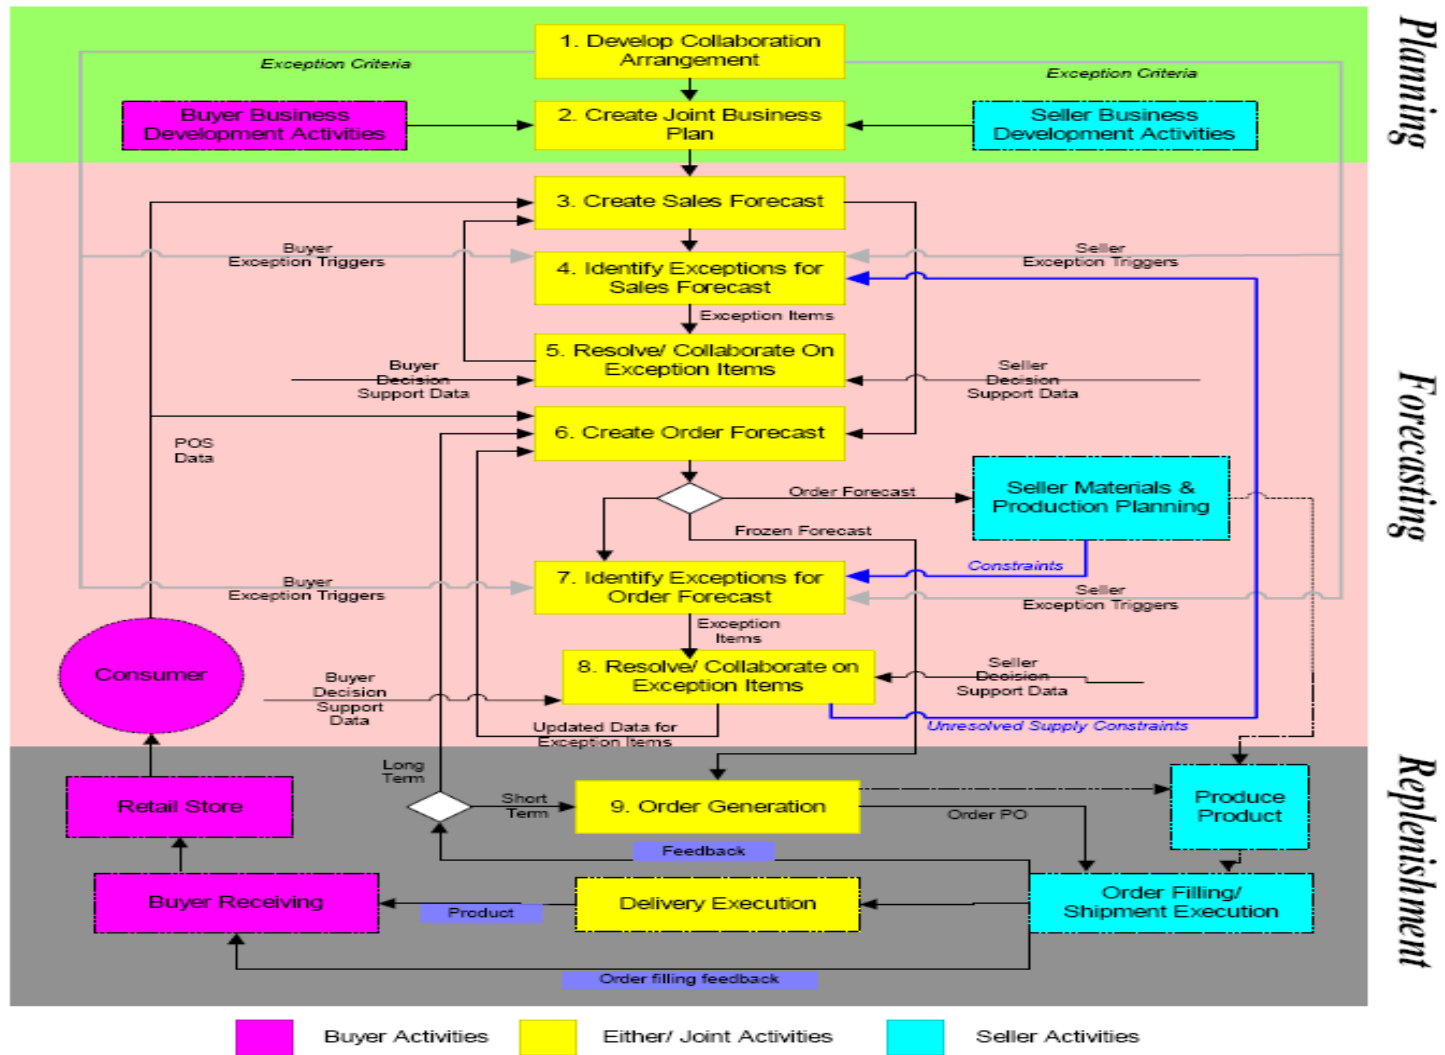 Planning
1. Develop Collaboration
Arrangement
Exception Criteria
Exception Criteria
Buyer Business
Development Activities
2. Create Joint Business
Plan
Seller Business
Development Activities
Forecasting
3. Create Sales Forecast
Buyer
Exception Triggers
Seller
Exception Triggers
4. Identify Exceptions for
Sales Forecast
Exception Items
5. Resolve/ Collaborate On
Exception Items
Buyer
Decision
Support Data
Seller
Decision
Support Data
POS
Data
6. Create Order Forecast
Order Forecast
Seller Materials &
Production Planning
Frozen Forecast
Constraints
7. Identify Exceptions for
Order Forecast
Buyer
Exception Triggers
Seller
Exception Triggers
Exception
Items
Consumer
8. Resolve/ Collaborate on
Exception Items
Buyer
Decision
Support
Data
Seller
Decision
Support Data
Updated Data for
Exception Items
Unresolved Supply Constraints
Replenishment
Long
Term
Short
Term
Retail Store
9. Order Generation
Order PO
Produce
Product
Feedback
Buyer Receiving
Product
Delivery Execution
Order Filling/
Shipment Execution
Order filling feedback
Buyer Activities
Either/ Joint Activities
Seller Activities